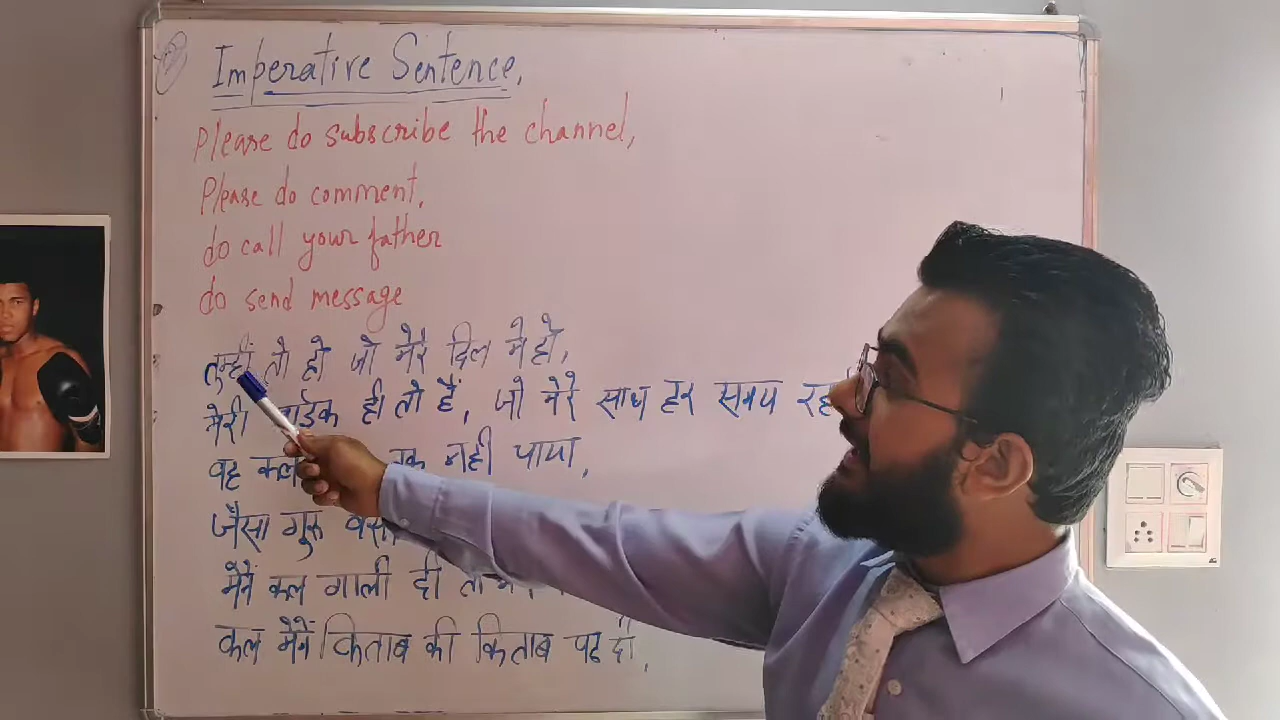 Imperative Sentence,
Please do subscribe the channel,
Please do comment,
do call your father
do send message
तुम्हीं तो हो जो मेरे दिल मे हो,
मेरी ही तो हैं, जो मेरे साथ हर समय
वह कल नही पाया,
जैसा गुरू
मैनें कल गाली दी
कल मैनें किताब की किताब पढ दी,